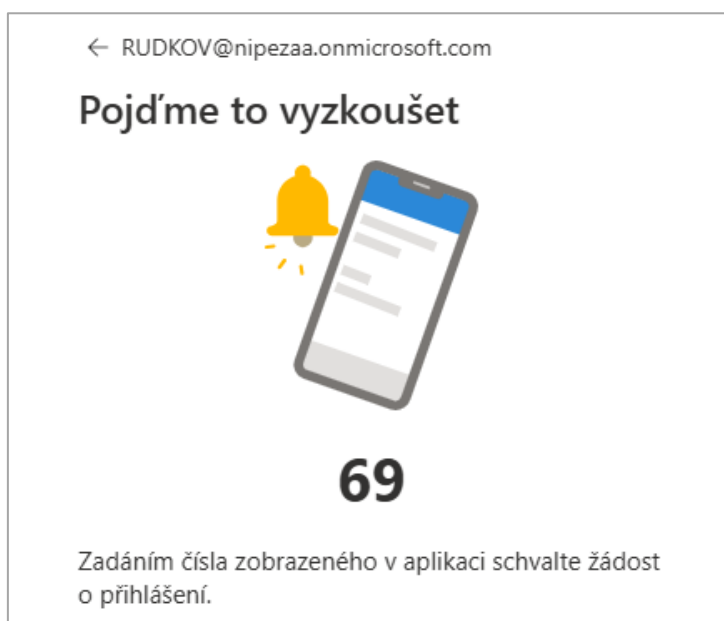 ← RUDKOV@nipezaa.onmicrosoft.com
Pojďme to vyzkoušet
69
Zadáním čísla zobrazeného v aplikaci schvalte žádost
o přihlášení.